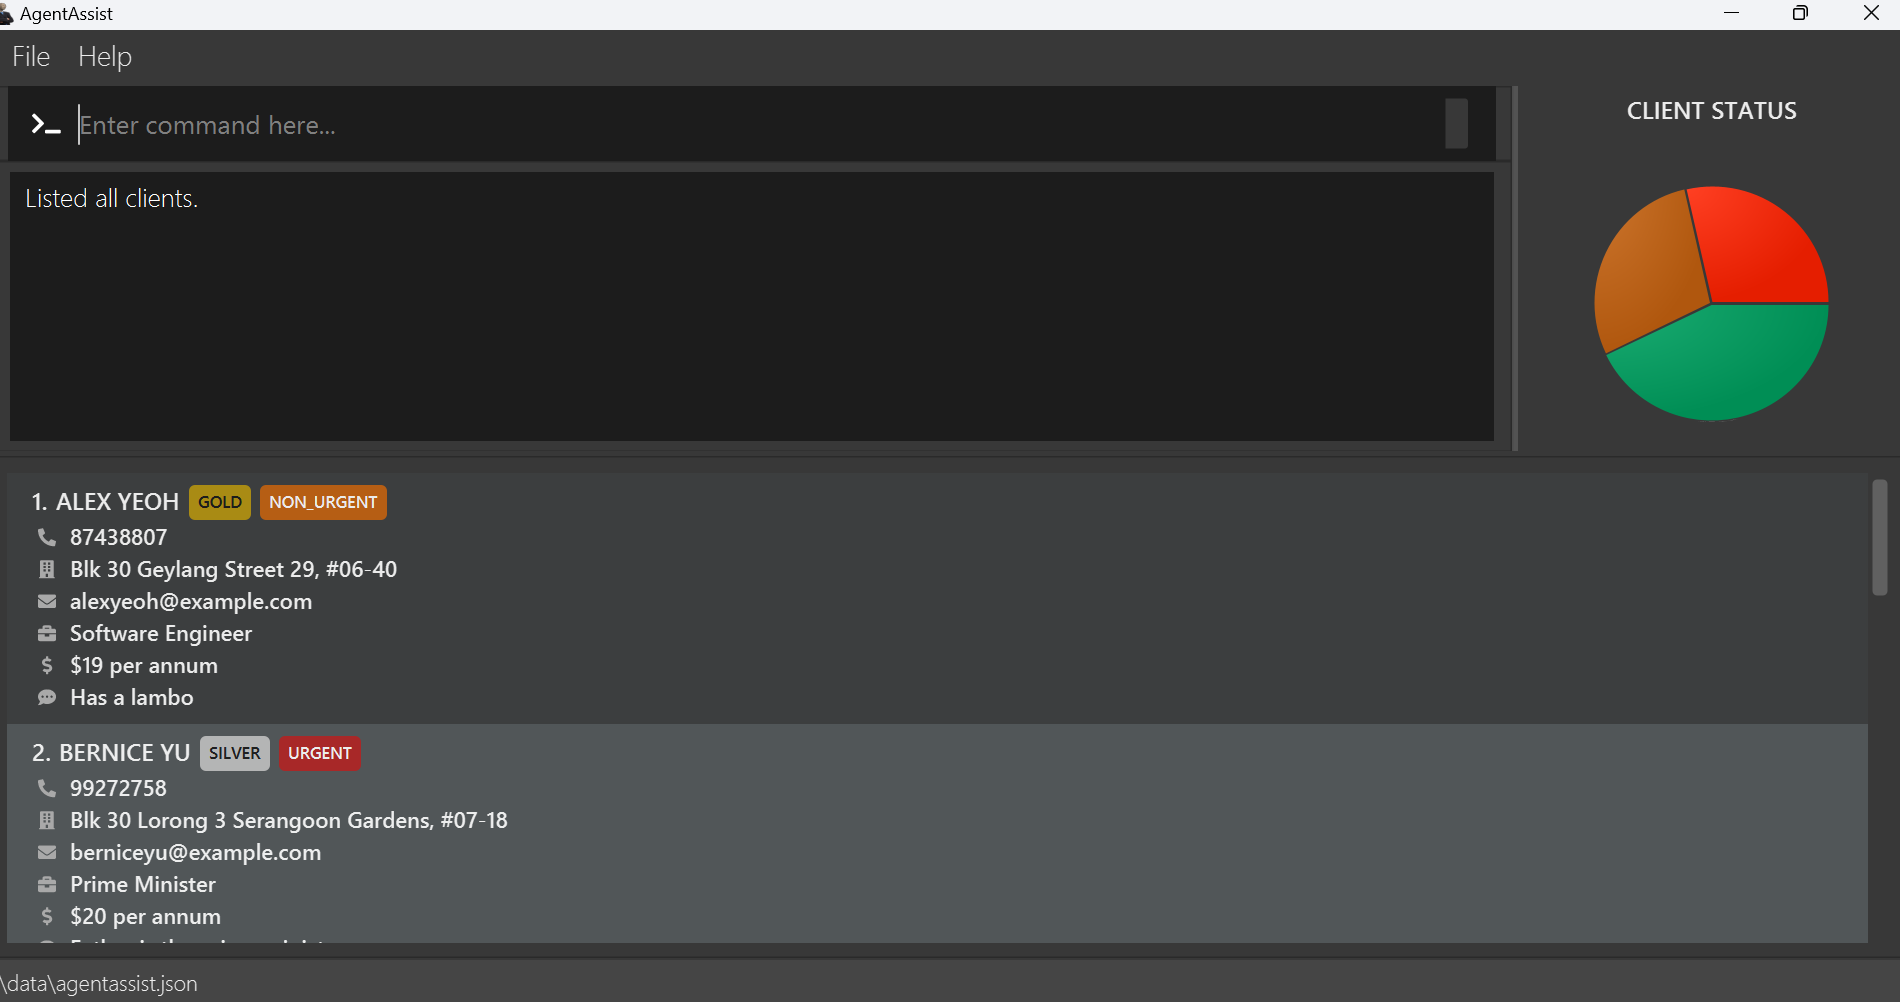 AgentAssist
File Help
Enter command here...
CLIENT STATUS
Listed all clients.
1. ALEX YEOH GOLD NON_URGENT
87438807
Blk 30 Geylang Street 29, #06-40
alexyeoh@example.com
Software Engineer
$ $19 per annum
Has a lambo
2. BERNICE YU SILVER URGENT
99272758
Blk 30 Lorong 3 Serangoon Gardens, #07-18
berniceyu@example.com
Prime Minister
$ $20 per annum
\data\agentassist.json